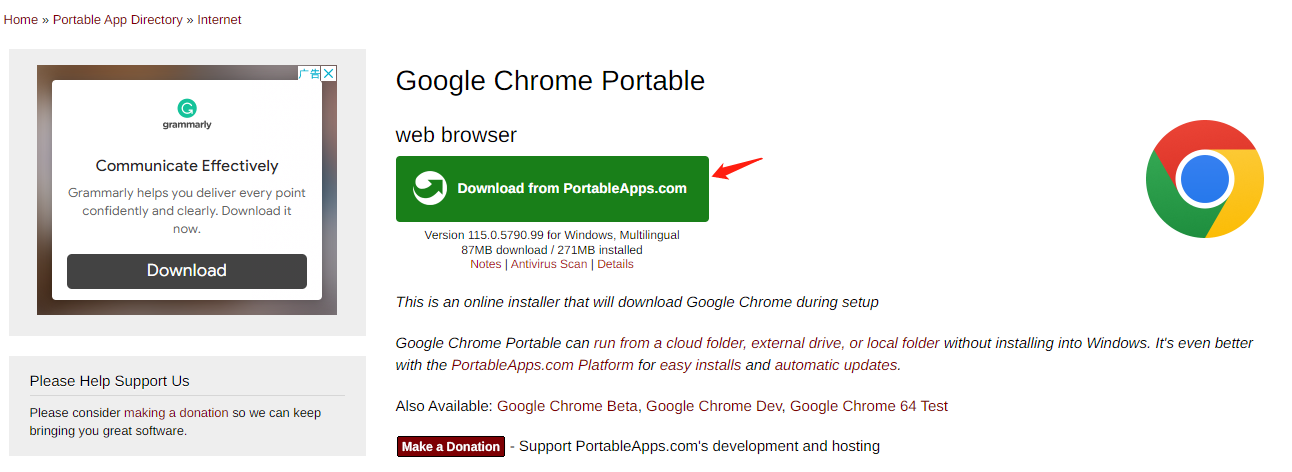 Home » Portable App Directory » Internet
广告
grammarly
Communicate Effectively
Grammarly helps you deliver every point
confidently and clearly. Download it
now.
Download
Please Help Support Us
Please consider making a donation so we can keep
bringing you great software.
Google Chrome Portable
web browser
Download from PortableApps.com
Version 115.0.5790.99 for Windows, Multilingual
87MB download / 271MB installed
Notes | Antivirus Scan | Details
This is an online installer that will download Google Chrome during setup
Google Chrome Portable can run from a cloud folder, external drive, or local folder without installing into Windows. It's even better
with the PortableApps.com Platform for easy installs and automatic updates.
Also Available: Google Chrome Beta, Google Chrome Dev, Google Chrome 64 Test
Make a Donation - Support PortableApps.com's development and hosting